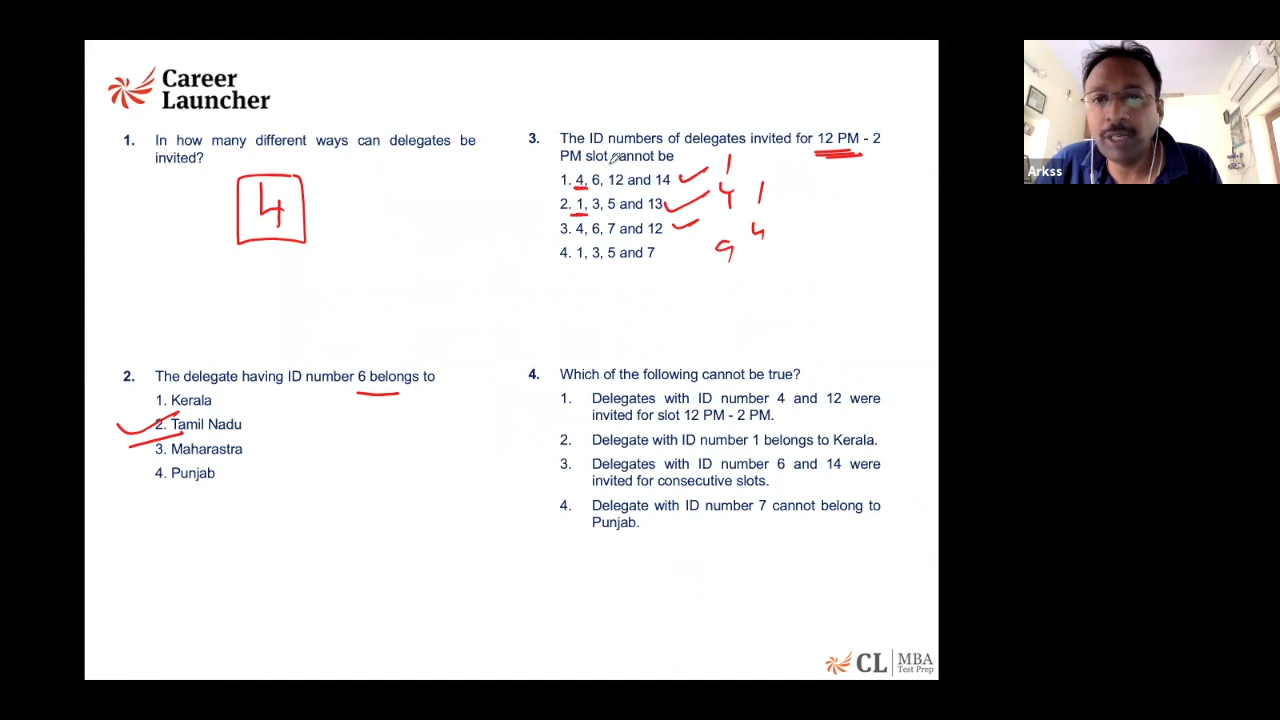 Career
Launcher
1. In how many different ways can delegates be
invited?
4
2. The delegate having ID number 6 belongs to
1. Kerala
2. Tamil Nadu
3. Maharastra
4. Punjab
3. The ID numbers of delegates invited for 12 PM - 2
PM slot cannot be
1. 4, 6, 12 and 14
2. 1, 3, 5 and 13
3. 4, 6, 7 and 12
4. 1, 3, 5 and 7
1
4 1
4
9
4. Which of the following cannot be true?
1. Delegates with ID number 4 and 12 were
invited for slot 12 PM - 2 PM.
2. Delegate with ID number 1 belongs to Kerala.
3. Delegates with ID number 6 and 14 were
invited for consecutive slots.
4. Delegate with ID number 7 cannot belong to
Punjab.
CL MBA
Test Prep
Arkss